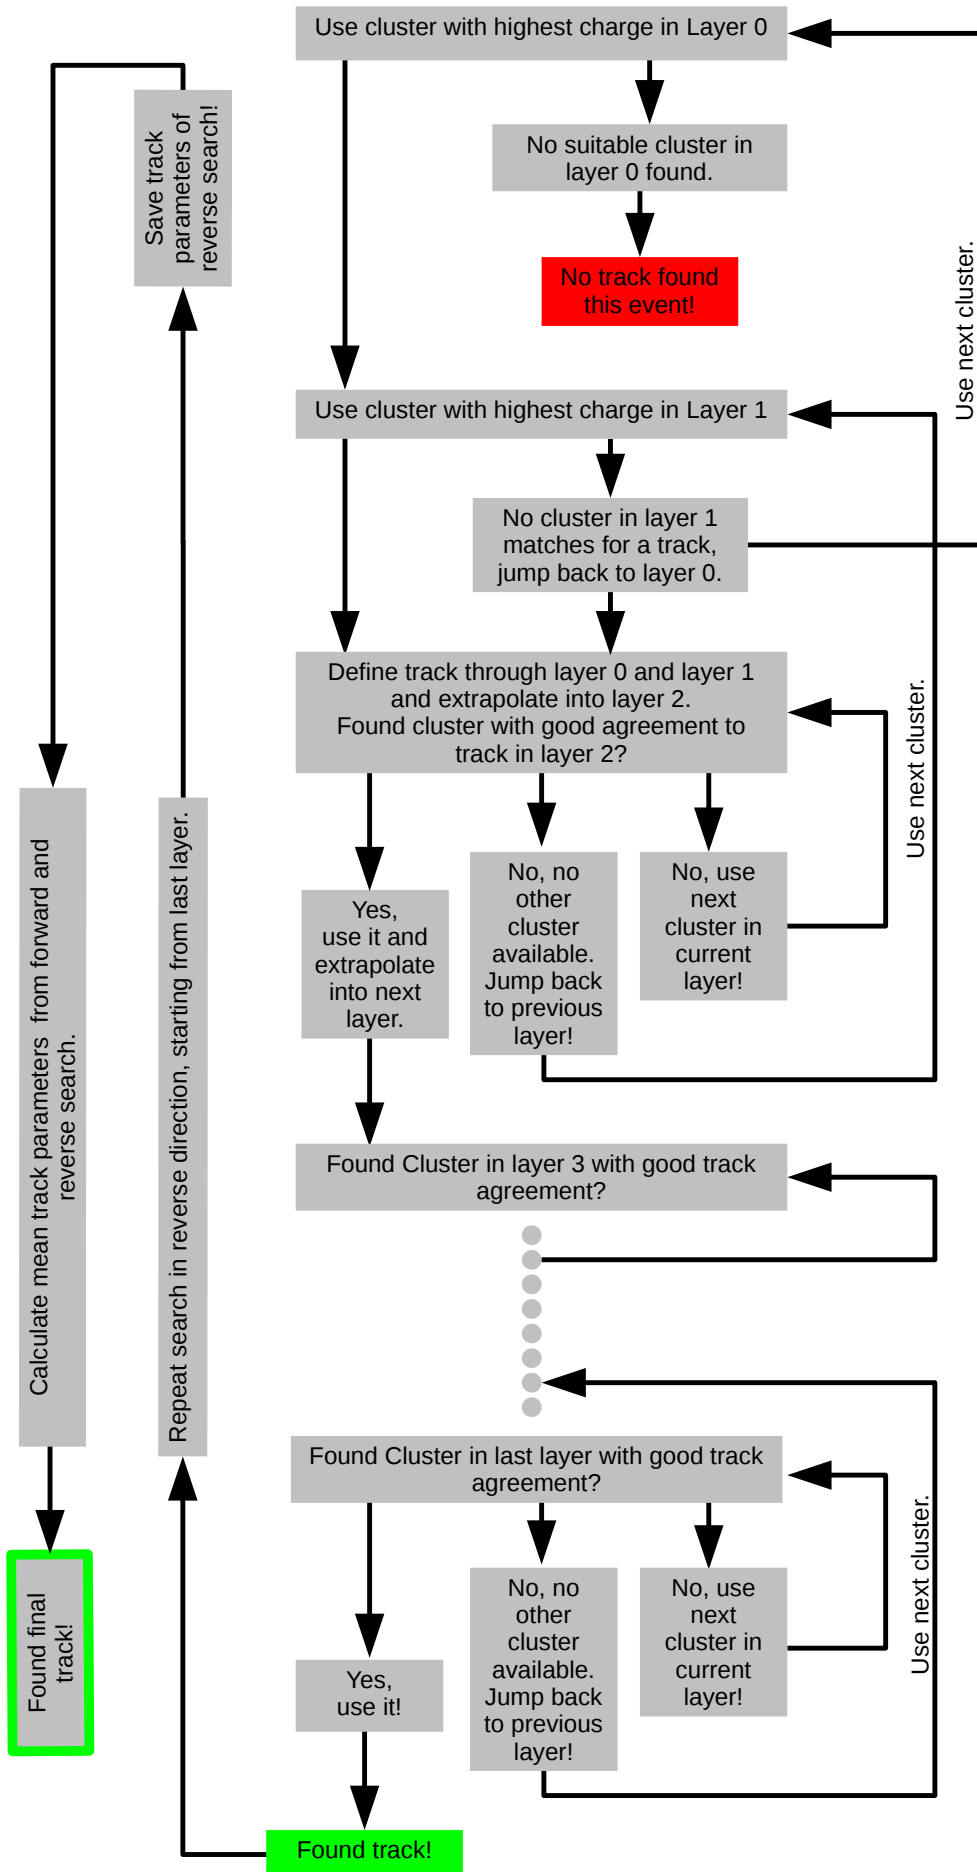 Use cluster with highest charge in Layer 0
No suitable cluster in
layer 0 found.
No track found
this event!
Use next cluster.
Use cluster with highest charge in Layer 1
No cluster in layer 1
matches for a track,
jump back to layer 0.
Define track through layer 0 and layer 1
and extrapolate into layer 2.
Found cluster with good agreement to
track in layer 2?
Use next cluster.
Yes,
use it and
extrapolate
into next
layer.
No, no
other
cluster
available.
Jump back
to previous
layer!
No, use
next
cluster in
current
layer!
Found Cluster in layer 3 with good track
agreement?
Found Cluster in last layer with good track
agreement?
Yes,
use it!
No, no
other
cluster
available.
Jump back
to previous
layer!
No, use
next
cluster in
current
layer!
Use next cluster.
Found track!
Repeat search in reverse direction, starting from last layer.
Save track
parameters of
reverse search!
Calculate mean track parameters  from forward and
reverse search.
Found final
track!